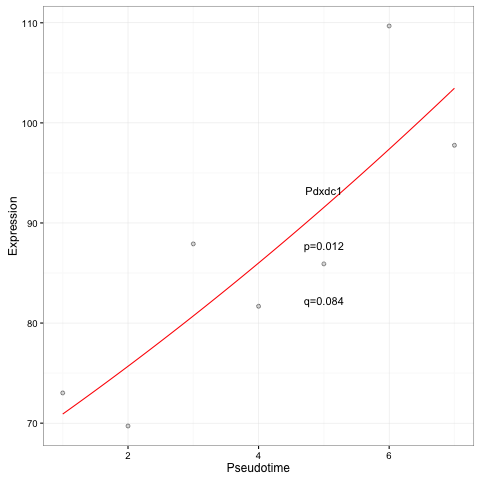 110
100
90
80
70
Expression
Pdxdc1
p=0.012
q=0.084
2 4 6
Pseudotime